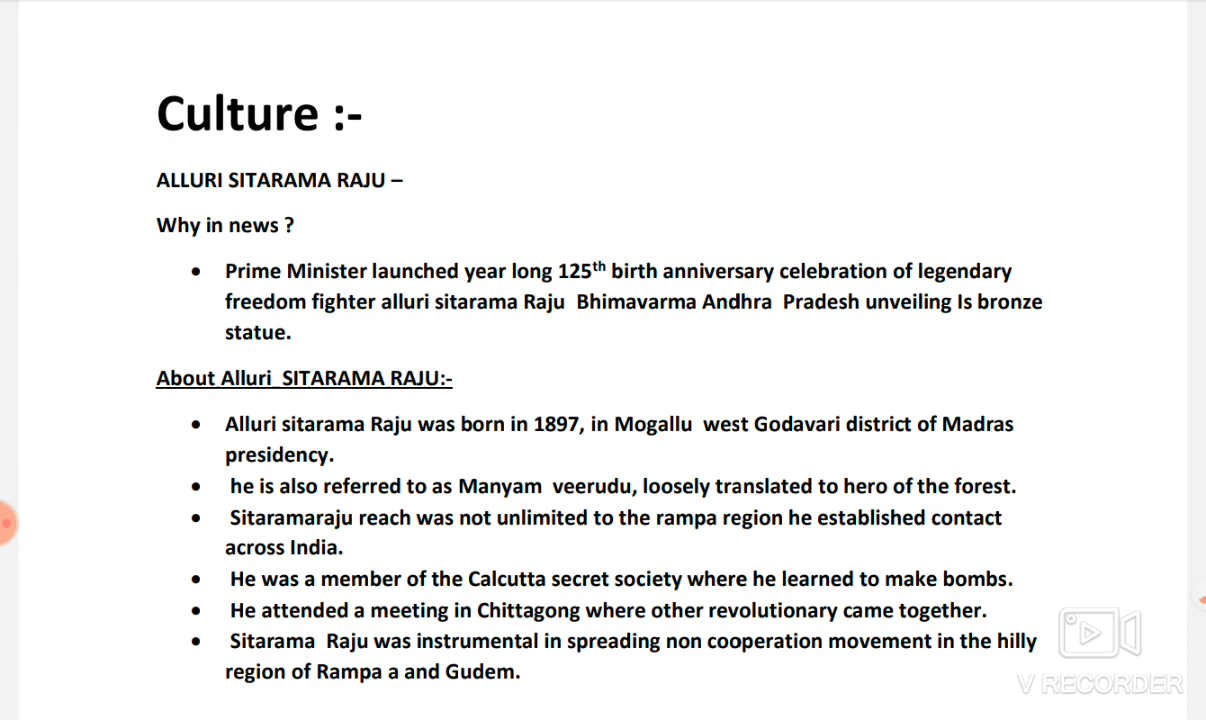 Culture :-
ALLURI SITARAMA RAJU –
Why in news ?
• Prime Minister launched year long 125th birth anniversary celebration of legendary
freedom fighter alluri sitarama Raju Bhimavarma Andhra Pradesh unveiling Is bronze
statue.
About Alluri SITARAMA RAJU:-
• Alluri sitarama Raju was born in 1897, in Mogallu west Godavari district of Madras
presidency.
• he is also referred to as Manyam veerudu, loosely translated to hero of the forest.
• Sitaramaraju reach was not unlimited to the rampa region he established contact
across India.
• He was a member of the Calcutta secret society where he learned to make bombs.
• He attended a meeting in Chittagong where other revolutionary came together.
• Sitarama Raju was instrumental in spreading non cooperation movement in the hilly
region of Rampa a and Gudem.
V RECORDER